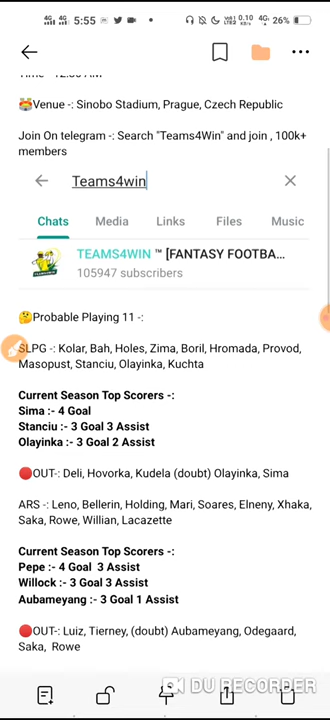 5:55
0.10
KB/S
4G
26%
Venue -: Sinobo Stadium, Prague, Czech Republic
Join On telegram -: Search "Teams4Win" and join , 100k+
members
Teams4win
Chats Media Links Files Music
TEAMS4WIN ™ [FANTASY FOOTBA...
105947 subscribers
Probable Playing 11 -:
SLPG -: Kolar, Bah, Holes, Zima, Boril, Hromada, Provod,
Masopust, Stanciu, Olayinka, Kuchta
Current Season Top Scorers -:
Sima :- 4 Goal
Stanciu :- 3 Goal 3 Assist
Olayinka :- 3 Goal 2 Assist
OUT-: Deli, Hovorka, Kudela (doubt) Olayinka, Sima
ARS -: Leno, Bellerin, Holding, Mari, Soares, Elneny, Xhaka,
Saka, Rowe, Willian, Lacazette
Current Season Top Scorers -:
Pepe :- 4 Goal 3 Assist
Willock :- 3 Goal 3 Assist
Aubameyang :- 3 Goal 1 Assist
OUT-: Luiz, Tierney, (doubt) Aubameyang, Odegaard,
Saka, Rowe
DU RECORDER